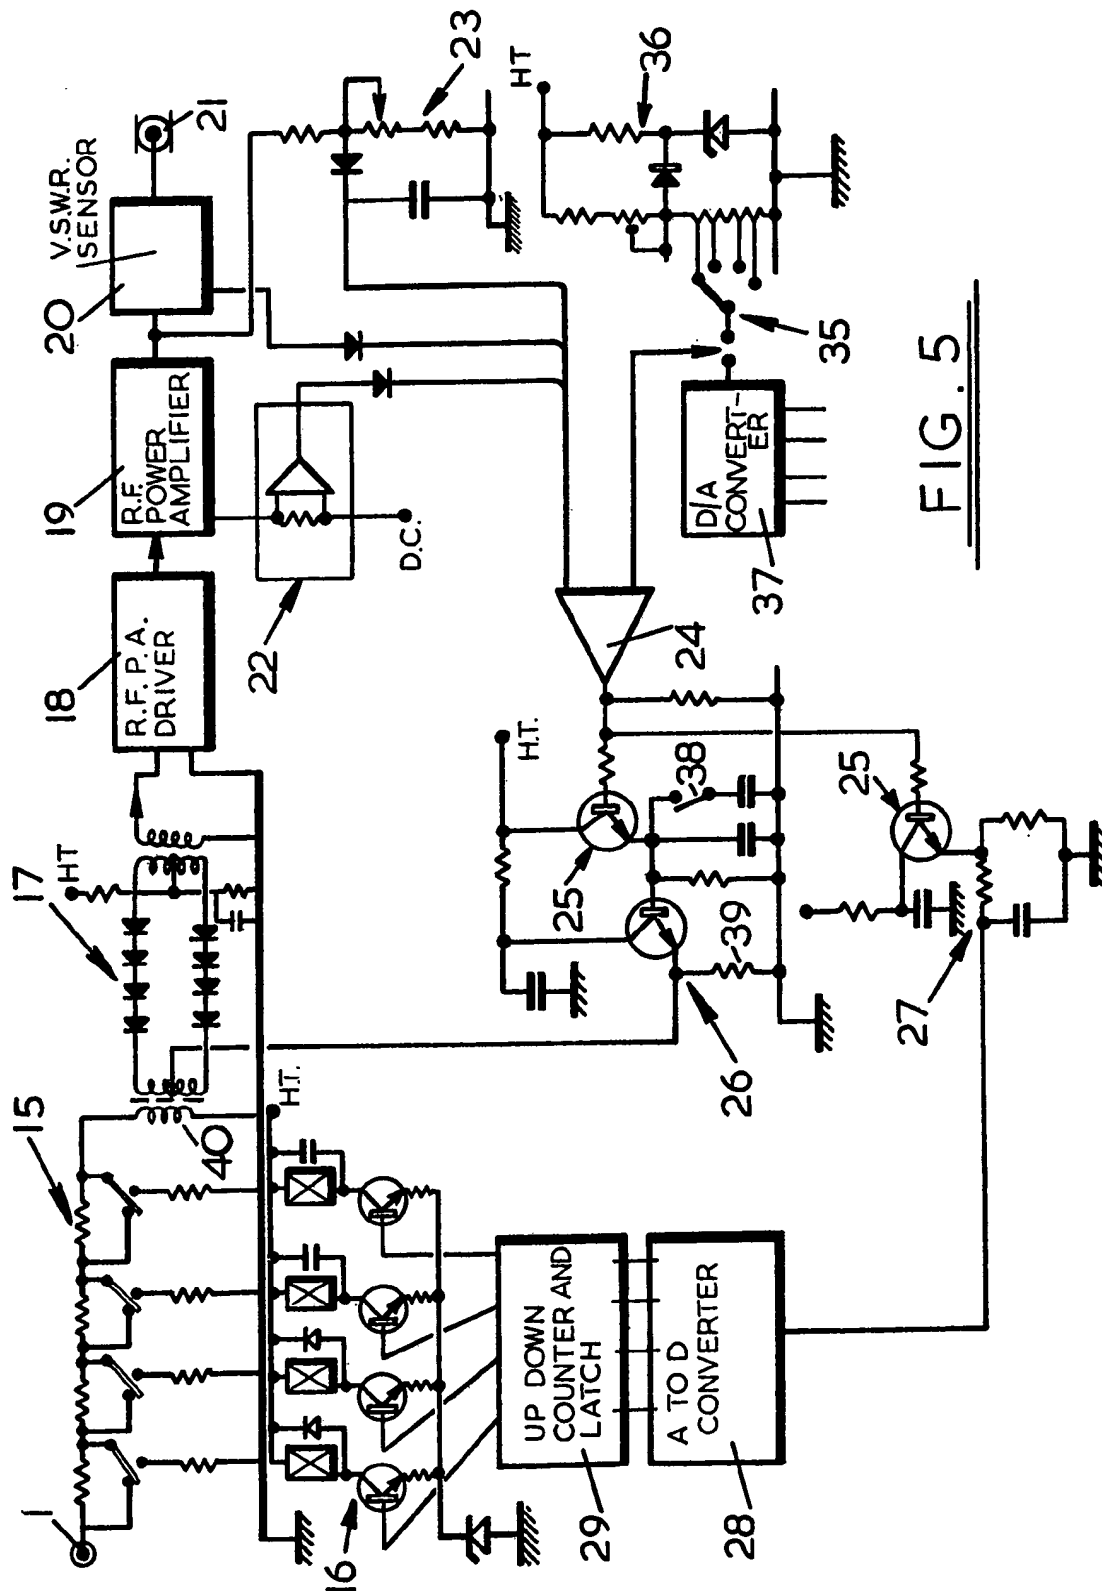 1
15
40
17
HT
18
R.F. P.A.
DRIVER
19
R.F.
POWER
AMPLIFIER
20
V.S.W.R.
SENSOR
21
22
D.C.
23
16
H.T.
29
UP DOWN
COUNTER AND
LATCH
28
A TO D
CONVERTER
26
25
H.T.
38
39
24
27
25
37
D/A
CONVERT-
ER
35
HT
36
FIG. 5